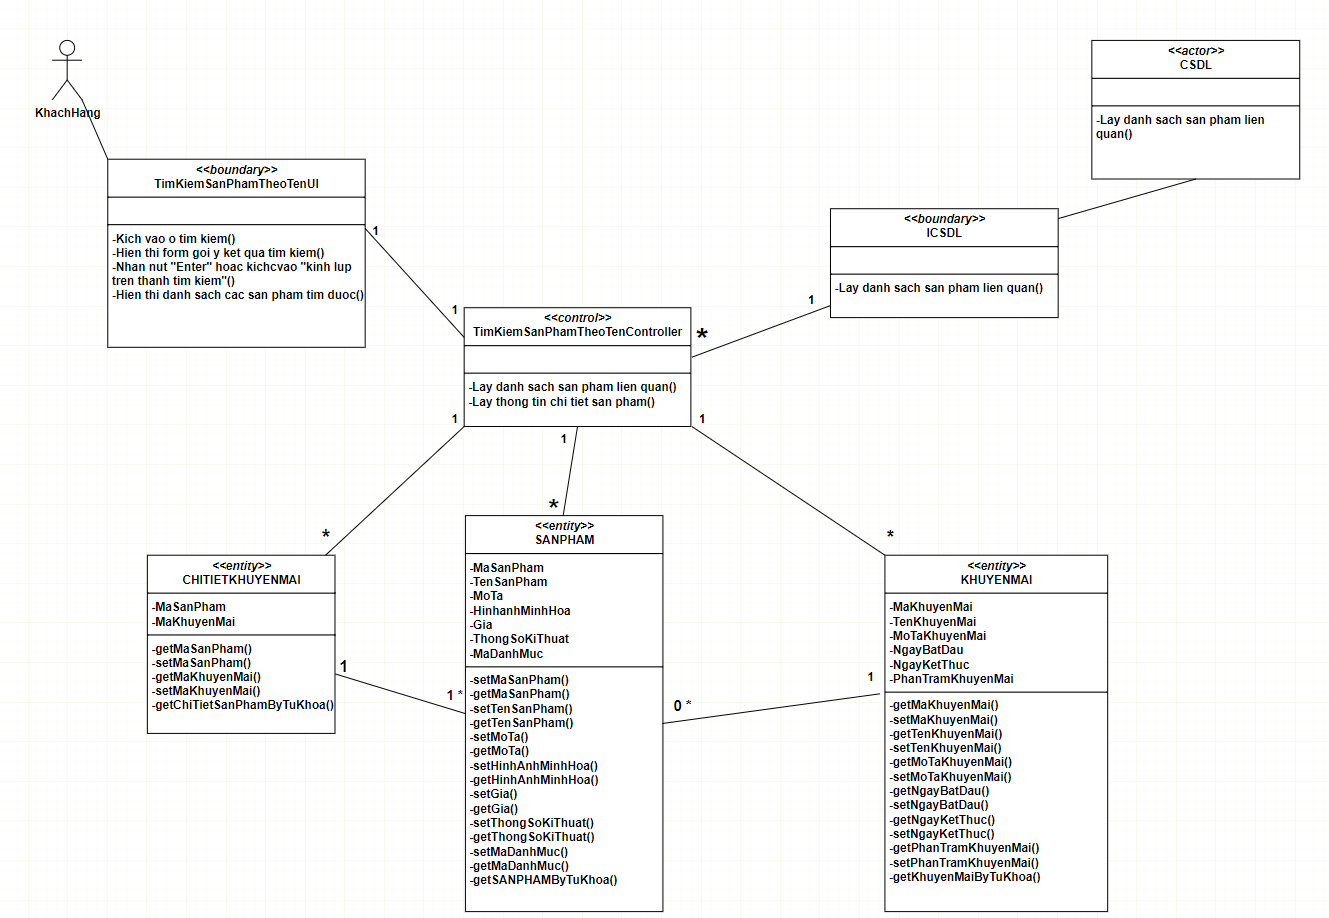 KhachHang
<<boundary>>
TimKiemSanPhamTheoTenUI
-Kich vao o tim kiem()
-Hien thi form goi y ket qua tim kiem()
-Nhan nut "Enter" hoac kichcvao "kinh lup
tren thanh tim kiem"()
-Hien thi danh sach cac san pham tim duoc()
1
1
<<actor>>
CSDL
-Lay danh sach san pham lien
quan()
<<boundary>>
ICSDL
-Lay danh sach san pham lien quan()
1
*
<<control>>
TimKiemSanPhamTheoTenController
-Lay danh sach san pham lien quan()
-Lay thong tin chi tiet san pham()
1
1
1
*
*
*
<<entity>>
CHITIETKHUYENMAI
-MaSanPham
-MaKhuyenMai
-getMaSanPham()
-setMaSanPham()
-getMaKhuyenMai()
-setMaKhuyenMai()
-getChiTietSanPhamByTuKhoa()
1
1 *
<<entity>>
SANPHAM
-MaSanPham
-TenSanPham
-MoTa
-HinhanhMinhHoa
-Gia
-ThongSoKiThuat
-MaDanhMuc
-setMaSanPham()
-getMaSanPham()
-setTenSanPham()
-getTenSanPham()
-setMoTa()
-getMoTa()
-setHinhAnhMinhHoa()
-getHinhAnhMinhHoa()
-setGia()
-getGia()
-setThongSoKiThuat()
-getThongSoKiThuat()
-setMaDanhMuc()
-getMaDanhMuc()
-getSANPHAMByTuKhoa()
0 *
1
<<entity>>
KHUYENMAI
-MaKhuyenMai
-TenKhuyenMai
-MoTaKhuyenMai
-NgayBatDau
-NgayKetThuc
-PhanTramKhuyenMai
-getMaKhuyenMai()
-setMaKhuyenMai()
-getTenKhuyenMai()
-setTenKhuyenMai()
-getMoTaKhuyenMai()
-setMoTaKhuyenMai()
-getNgayBatDau()
-setNgayBatDau()
-getNgayKetThuc()
-setNgayKetThuc()
-getPhanTramKhuyenMai()
-setPhanTramKhuyenMai()
-getKhuyenMaiByTuKhoa()